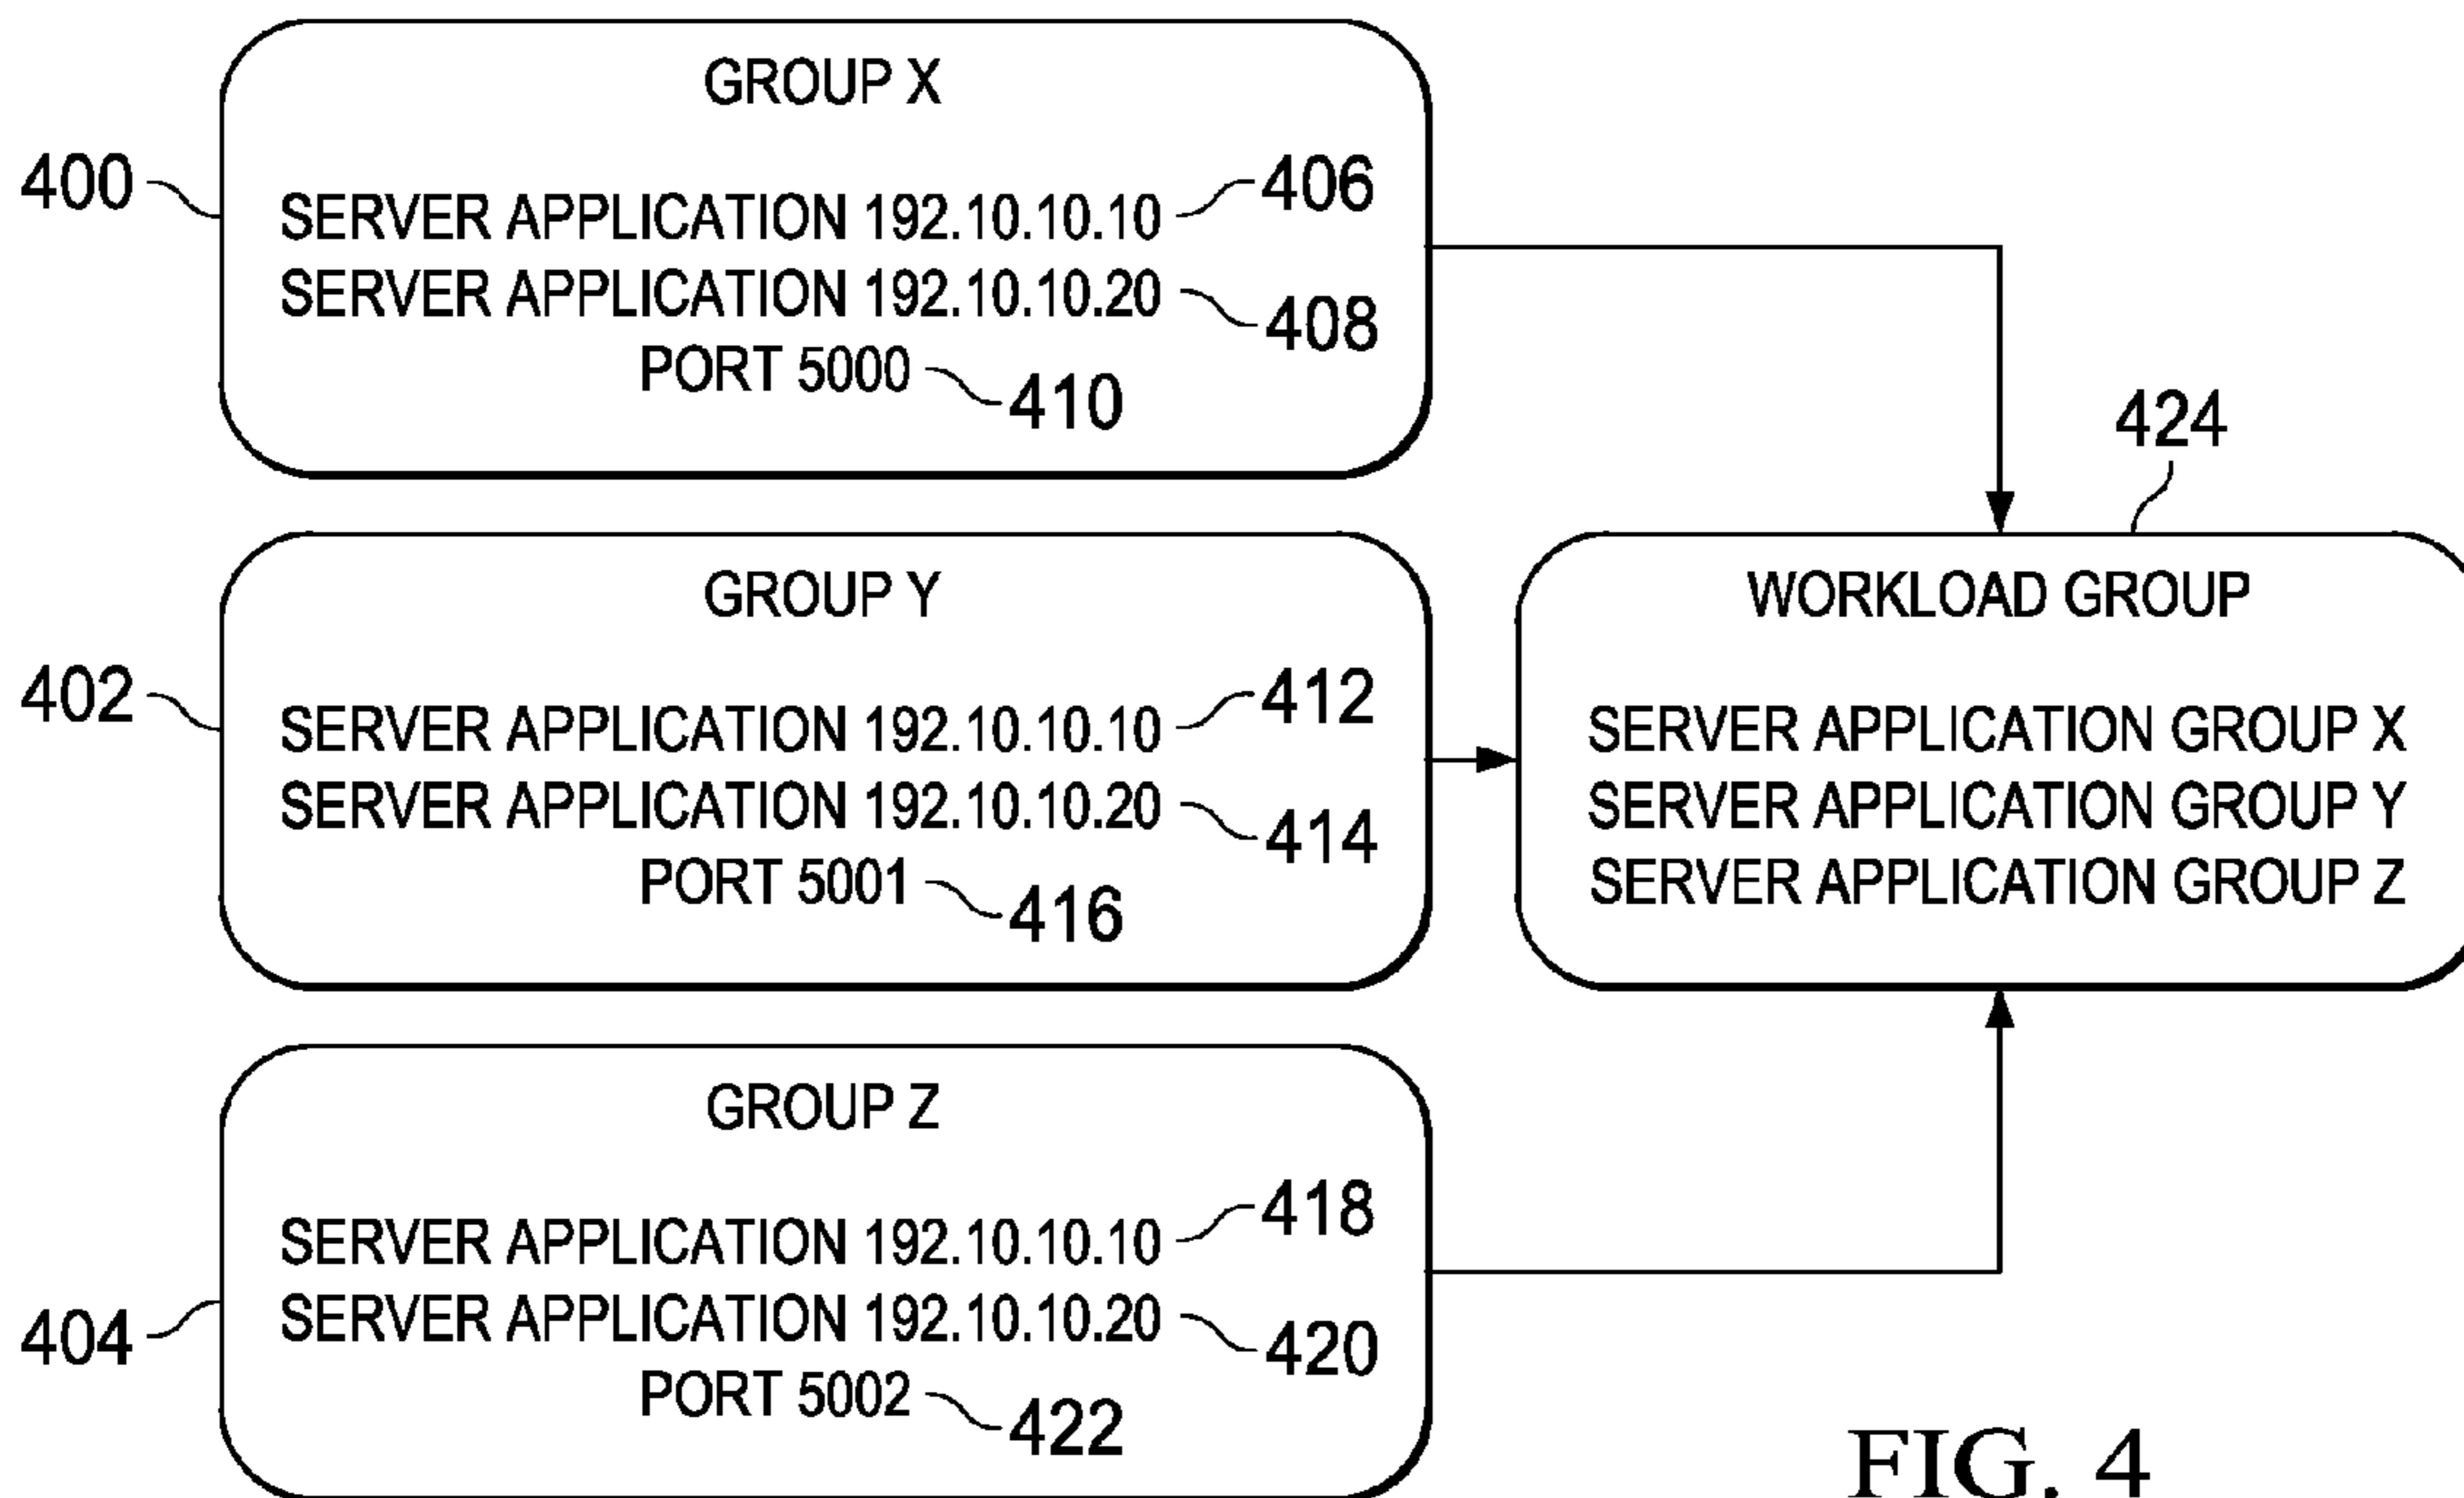 GROUP X
400
SERVER APPLICATION 192.10.10.10
406
SERVER APPLICATION 192.10.10.20
408
PORT 5000
410
GROUP Y
402
SERVER APPLICATION 192.10.10.10
412
SERVER APPLICATION 192.10.10.20
414
PORT 5001
416
GROUP Z
404
SERVER APPLICATION 192.10.10.10
418
SERVER APPLICATION 192.10.10.20
420
PORT 5002
422
424
WORKLOAD GROUP
SERVER APPLICATION GROUP X
SERVER APPLICATION GROUP Y
SERVER APPLICATION GROUP Z
FIG. 4